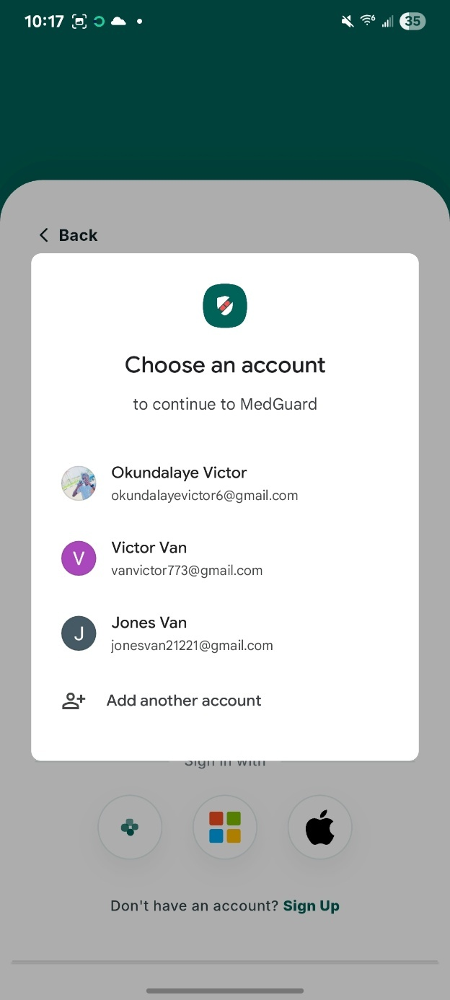 10:17
35
Back
Choose an account
to continue to MedGuard
Okundalaye Victor
okundalayevictor6@gmail.com
V
Victor Van
vanvictor773@gmail.com
J
Jones Van
jonesvan21221@gmail.com
Add another account
Sign in with
Don't have an account? Sign Up